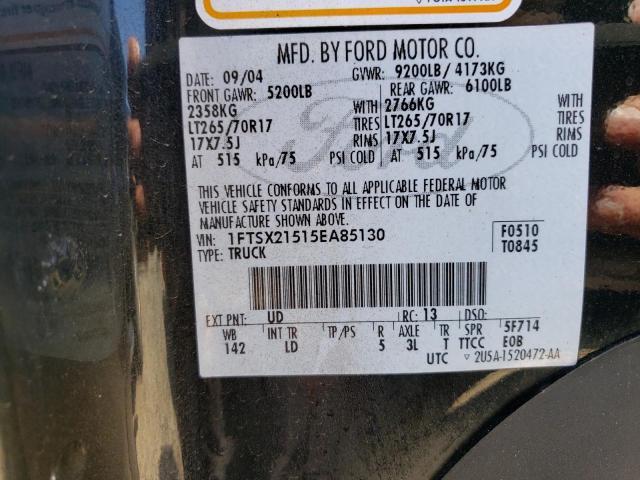 MFD. BY FORD MOTOR CO.
DATE: 09/04 GVWR: 9200LB/ 4173KG
FRONT GAWR: 5200LB REAR GAWR: 6100LB
2358KG WITH 2766KG WITH
LT265/70R17 TIRES LT265/70R17 TIRES
17X7.5J RIMS 17X7.5J RIMS
AT 515 kPa/75 PSI COLD AT 515 kPa/75 PSI COLD
Ford
THIS VEHICLE CONFORMS TO ALL APPLICABLE FEDERAL MOTOR
VEHICLE SAFETY STANDARDS IN EFFECT ON THE DATE OF
MANUFACTURE SHOWN ABOVE.
VIN: 1FTSX21515EA85130 F0510
TYPE: TRUCK T0845
EXT PNT: UD RC: 13 DSO:
WB INT TR TP/PS R AXLE TR SPR 5F714
142 LD 5 3L T TTCC EOB
UTC ▽ 2U5A-1520472-AA